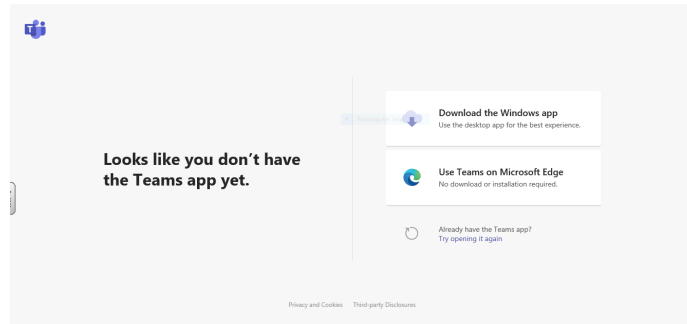 Looks like you don't have
the Teams app yet.
Download the Windows app
Use the desktop app for the best experience.
Use Teams on Microsoft Edge
No download or installation required.
Already have the Teams app?
Try opening it again
Privacy and Cookies Third-party Disclosures